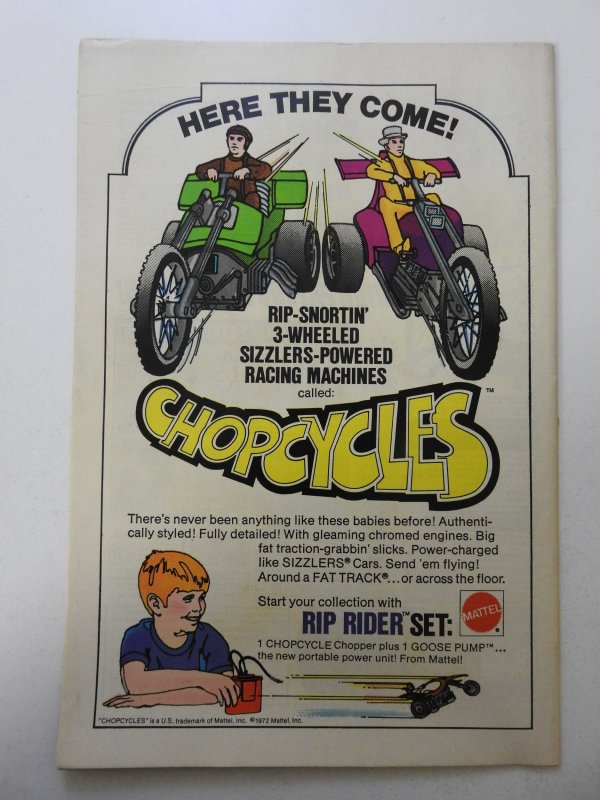 HERE THEY COME!
RIP-SNORTIN'
3-WHEELED
SIZZLERS-POWERED
RACING MACHINES
called:
CHOPCYCLES™
There's never been anything like these babies before! Authenti-
cally styled! Fully detailed! With gleaming chromed engines. Big
fat traction-grabbin' slicks. Power-charged
like SIZZLERS® Cars. Send 'em flying!
Around a FAT TRACK®...or across the floor.
Start your collection with
RIP RIDER™ SET:
MATTEL®
1 CHOPCYCLE Chopper plus 1 GOOSE PUMP™...
the new portable power unit! From Mattel!
"CHOPCYCLES" is a U.S. trademark of Mattel, Inc. ©1972 Mattel, Inc.